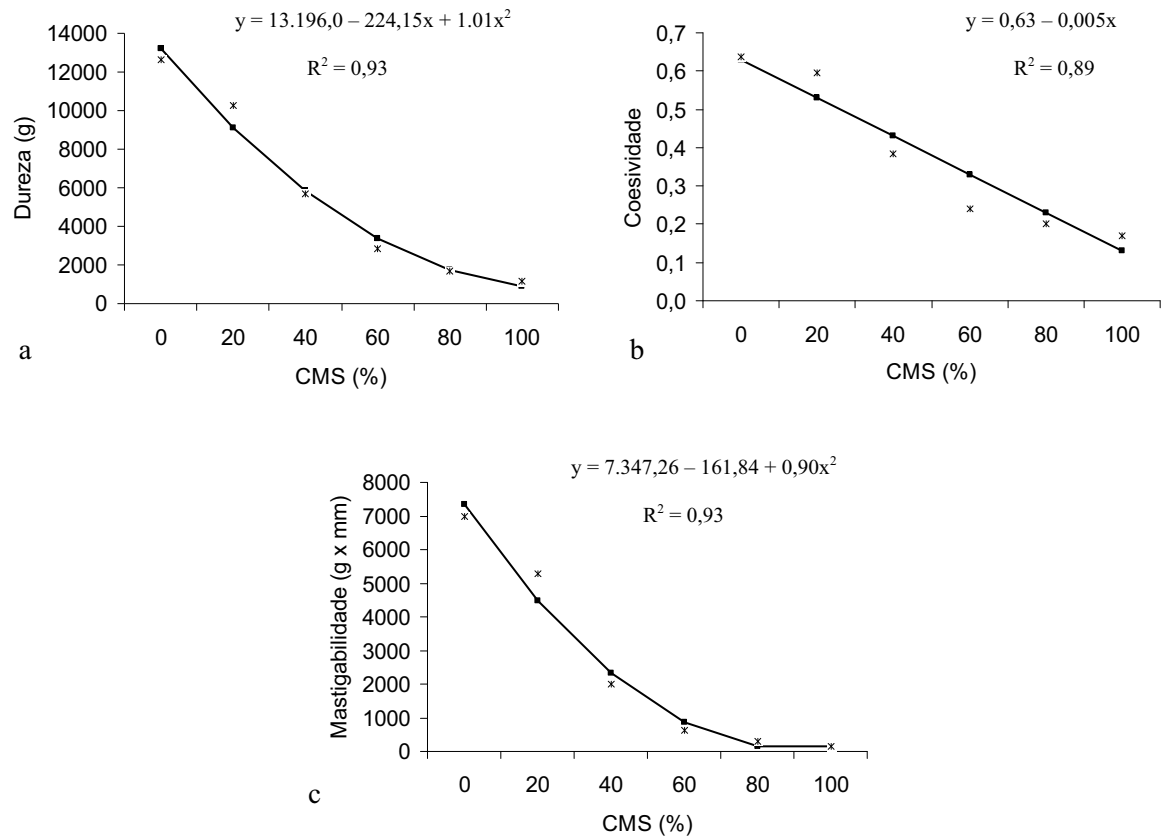 y = 13.196,0 – 224,15x + 1.01x²
R² = 0,93
14000
12000
10000
8000
6000
4000
2000
0
Dureza (g)
0 20 40 60 80 100
CMS (%)
a
y = 0,63 – 0,005x
R² = 0,89
0,7
0,6
0,5
0,4
0,3
0,2
0,1
0,0
Coesividade
0 20 40 60 80 100
CMS (%)
b
y = 7.347,26 – 161,84 + 0,90x²
R² = 0,93
8000
7000
6000
5000
4000
3000
2000
1000
0
Mastigabilidade (g x mm)
0 20 40 60 80 100
CMS (%)
c